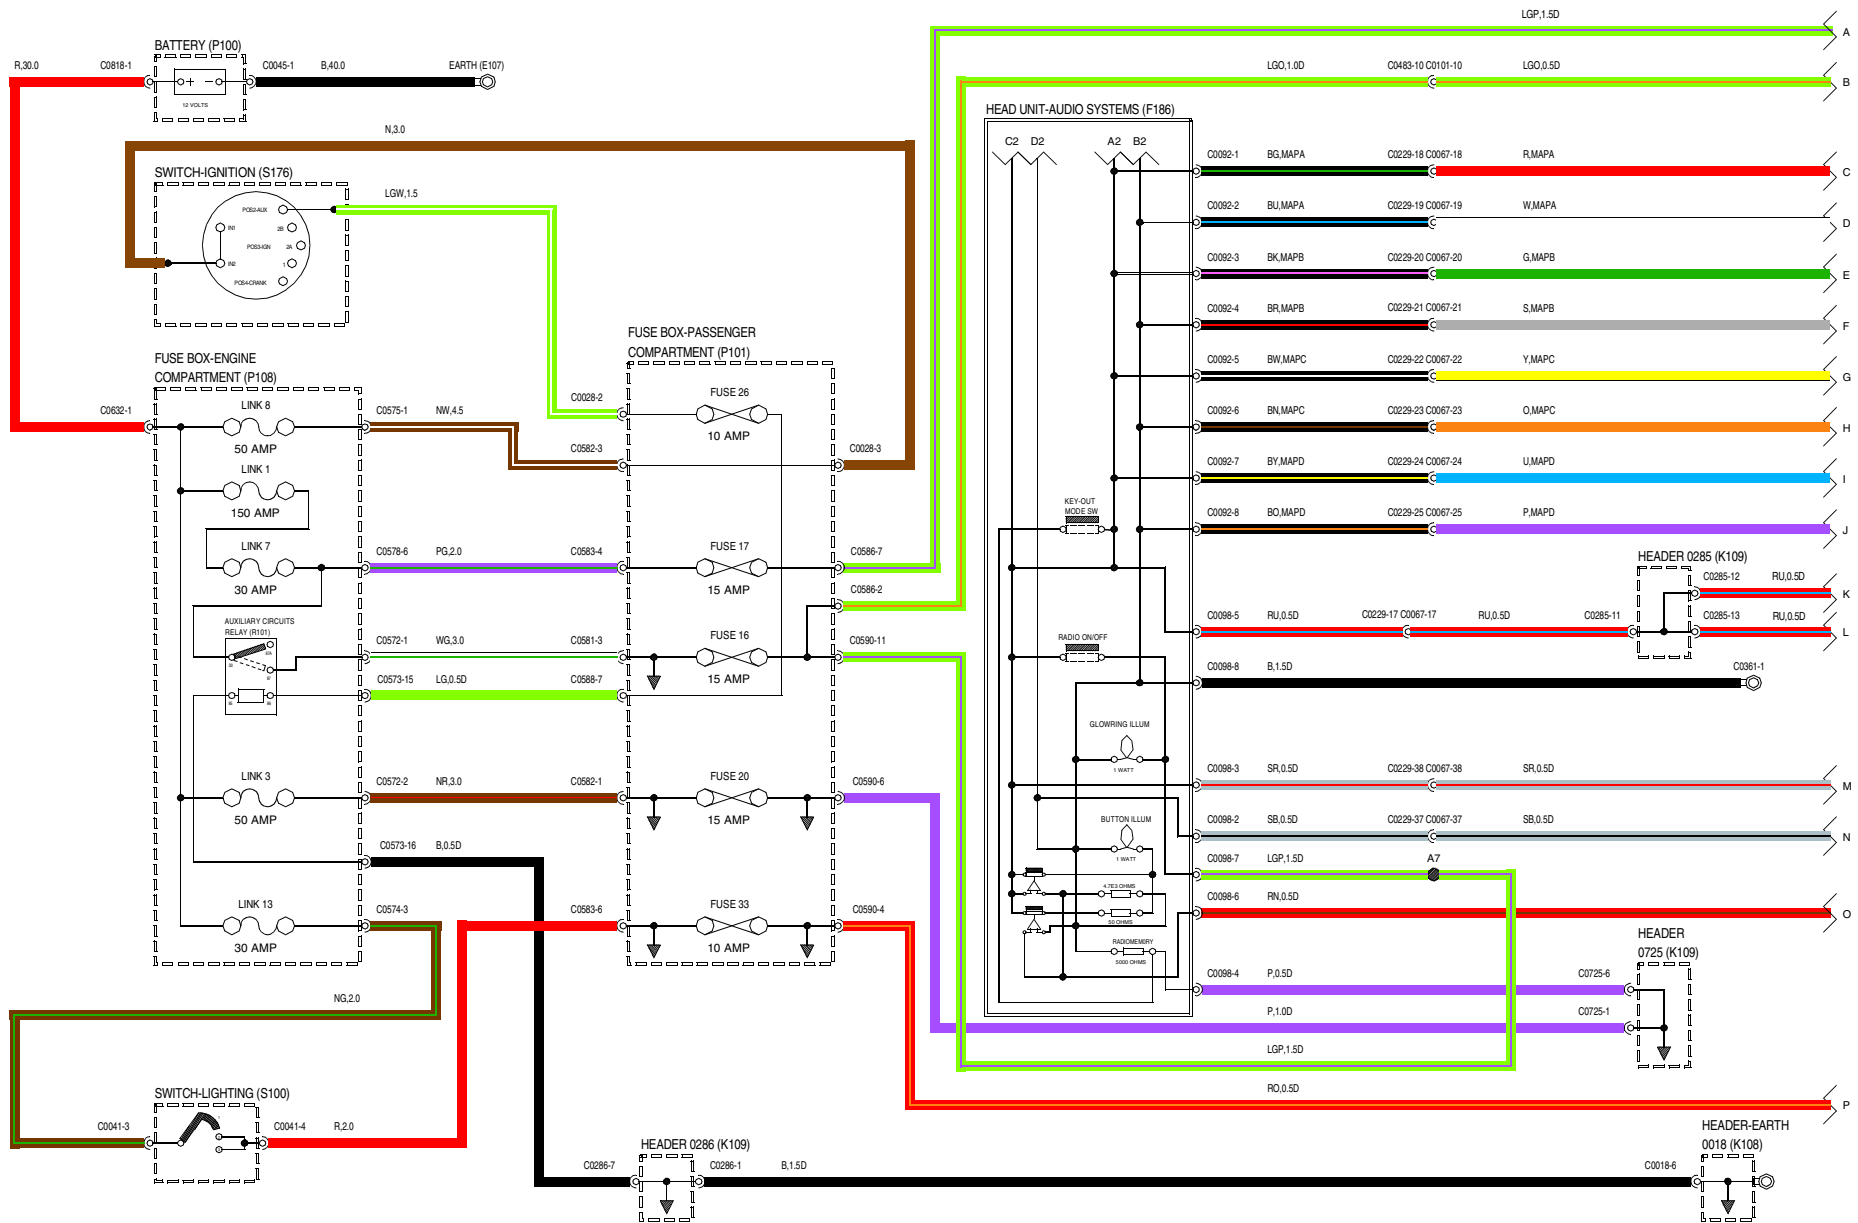 LGP,1.5D
A
BATTERY (P100)
R,30.0
C0818-1
C0045-1
B,40.0
EARTH (E107)
+ −
12 VOLTS
LGO,1.0D
C0483-10 C0101-10
LGO,0.5D
B
HEAD UNIT-AUDIO SYSTEMS (F186)
N,3.0
C2
D2
A2
B2
C0092-1
BG,MAPA
C0229-18 C0067-18
R,MAPA
C
SWITCH-IGNITION (S176)
LGW,1.5
POS2-AUX
IN1
2B
POS3-IGN
2A
IN2
1
POS4-CRANK
C0092-2
BU,MAPA
C0229-19 C0067-19
W,MAPA
D
C0092-3
BK,MAPB
C0229-20 C0067-20
G,MAPB
E
C0092-4
BR,MAPB
C0229-21 C0067-21
S,MAPB
F
FUSE BOX-PASSENGER
COMPARTMENT (P101)
FUSE BOX-ENGINE
COMPARTMENT (P108)
C0092-5
BW,MAPC
C0229-22 C0067-22
Y,MAPC
G
C0632-1
LINK 8
50 AMP
C0575-1
NW,4.5
C0028-2
FUSE 26
10 AMP
C0582-3
C0028-3
C0092-6
BN,MAPC
C0229-23 C0067-23
O,MAPC
H
LINK 1
150 AMP
C0092-7
BY,MAPD
C0229-24 C0067-24
U,MAPD
I
KEY-OUT
MODE SW
C0092-8
BO,MAPD
C0229-25 C0067-25
P,MAPD
J
LINK 7
30 AMP
C0578-6
PG,2.0
C0583-4
FUSE 17
15 AMP
C0586-7
C0586-2
HEADER 0285 (K109)
C0285-12
RU,0.5D
K
AUXILIARY CIRCUITS
RELAY (R101)
87A
30
87
85
86
C0572-1
WG,3.0
C0581-3
FUSE 16
15 AMP
C0590-11
C0098-5
RU,0.5D
C0229-17 C0067-17
RU,0.5D
C0285-11
C0285-13
RU,0.5D
L
RADIO ON/OFF
C0573-15
LG,0.5D
C0588-7
C0098-8
B,1.5D
C0361-1
GLOWRING ILLUM
1 WATT
LINK 3
50 AMP
C0572-2
NR,3.0
C0582-1
FUSE 20
15 AMP
C0590-6
C0098-3
SR,0.5D
C0229-38 C0067-38
SR,0.5D
M
BUTTON ILLUM
1 WATT
C0098-2
SB,0.5D
C0229-37 C0067-37
SB,0.5D
N
C0573-16
B,0.5D
C0098-7
LGP,1.5D
A7
4.7E3 OHMS
50 OHMS
LINK 13
30 AMP
C0574-3
C0583-6
FUSE 33
10 AMP
C0590-4
C0098-6
RN,0.5D
O
RADIOMEMORY
5000 OHMS
HEADER
0725 (K109)
C0098-4
P,0.5D
C0725-6
NG,2.0
P,1.0D
C0725-1
LGP,1.5D
RO,0.5D
P
SWITCH-LIGHTING (S100)
C0041-3
C0041-4
R,2.0
HEADER 0286 (K109)
C0286-7
C0286-1
B,1.5D
HEADER-EARTH
0018 (K108)
C0018-6